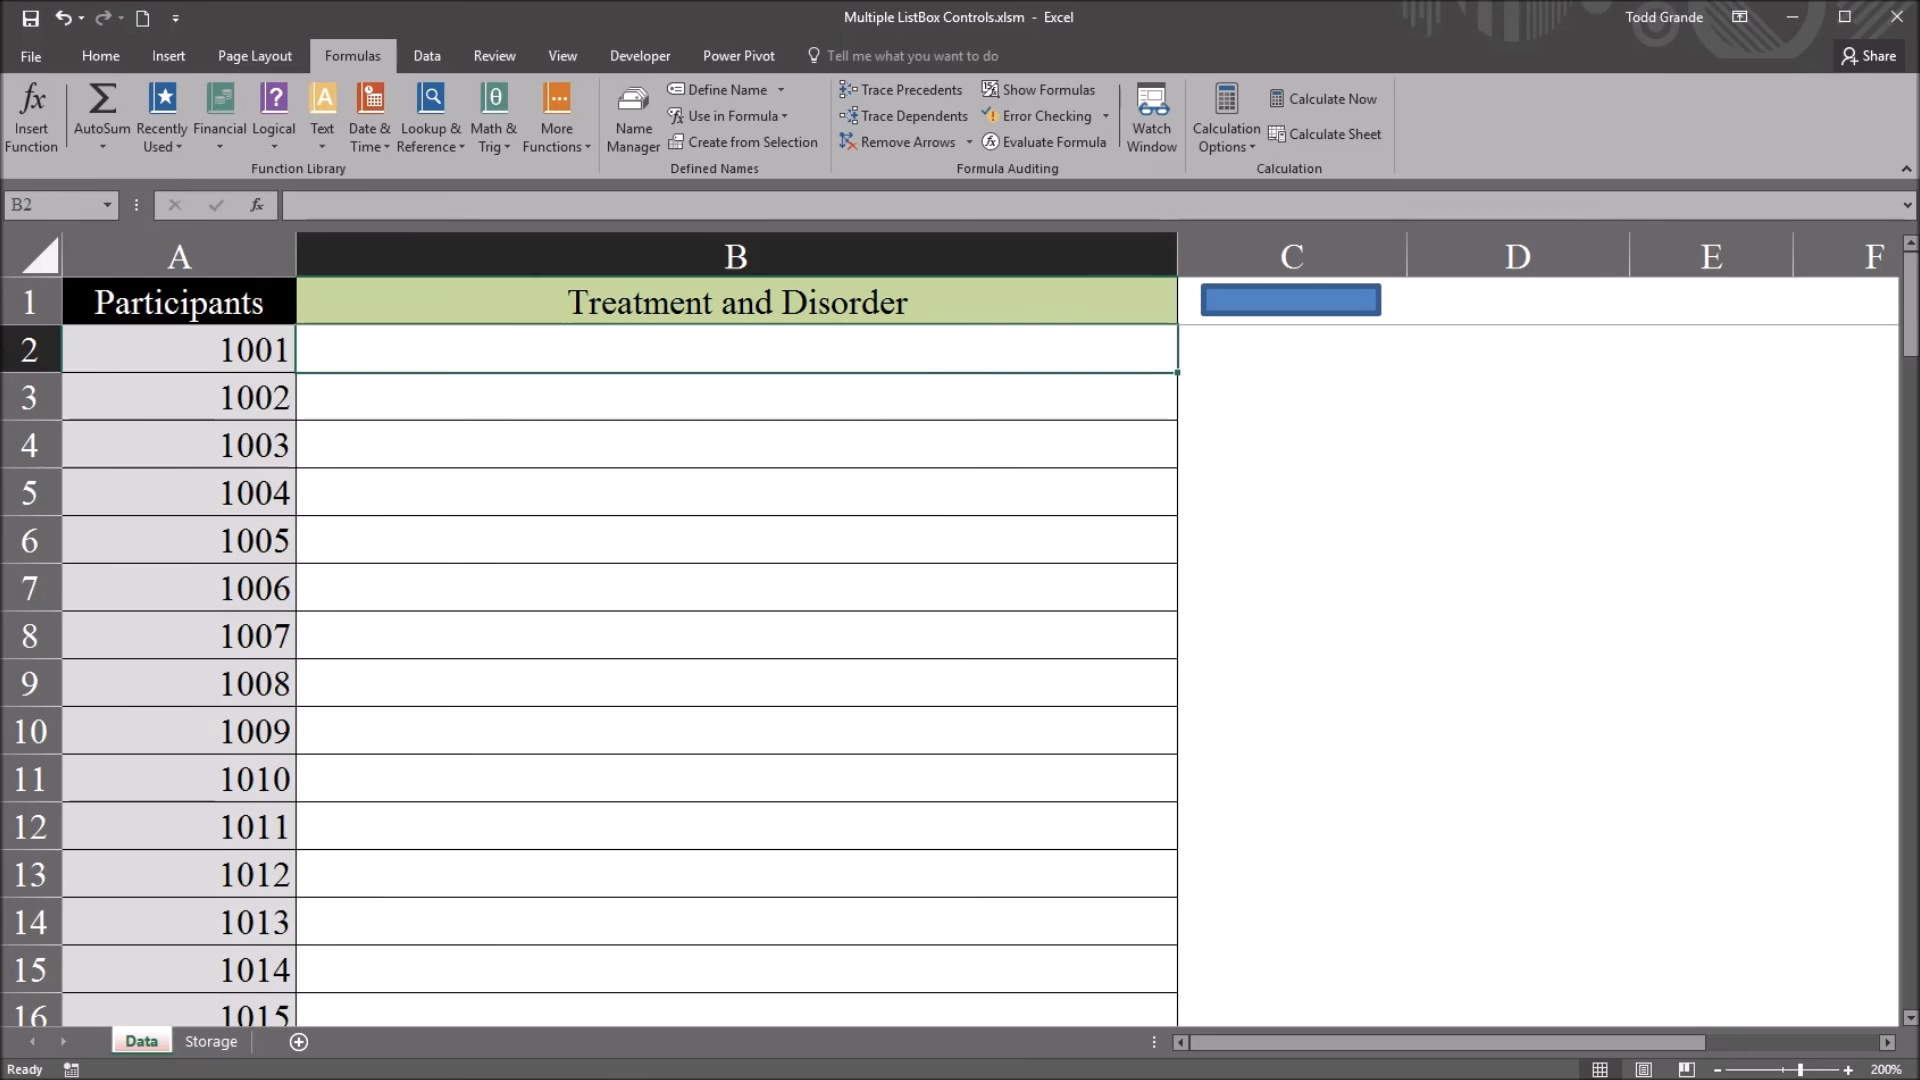 Multiple ListBox Controls.xlsm - Excel
Todd Grande
File Home Insert Page Layout Formulas Data Review View Developer Power Pivot Tell me what you want to do Share
Insert Function
AutoSum
Recently Used
Financial
Logical
Text
Date & Time
Lookup & Reference
Math & Trig
More Functions
Function Library
Name Manager
Define Name
Use in Formula
Create from Selection
Defined Names
Trace Precedents
Trace Dependents
Remove Arrows
Show Formulas
Error Checking
Evaluate Formula
Formula Auditing
Watch Window
Calculation Options
Calculate Now
Calculate Sheet
Calculation
B2 fx
A B C D E F
1 Participants Treatment and Disorder
2 1001
3 1002
4 1003
5 1004
6 1005
7 1006
8 1007
9 1008
10 1009
11 1010
12 1011
13 1012
14 1013
15 1014
16 1015
Data Storage
Ready 200%